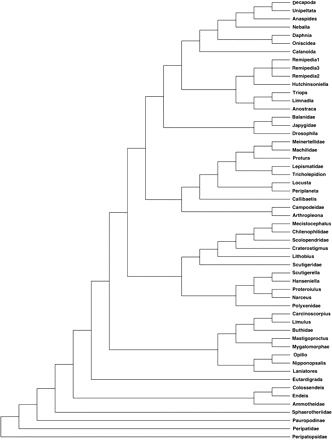 Decapoda
Unipeltata
Anaspides
Nebalia
Daphnia
Oniscidea
Calanoida
Remipedia1
Remipedia3
Remipedia2
Hutchinsoniella
Triops
Limnadia
Anostraca
Balanidae
Japygidae
Drosophila
Meinertellidae
Machilidae
Protura
Lepismatidae
Tricholepidion
Locusta
Periplaneta
Callibaetis
Campodeidae
Arthropleona
Mecistocephalus
Chilenophilidae
Scolopendridae
Craterostigmus
Lithobius
Scutigeridae
Scutigerella
Hanseniella
Proteroiulus
Narceus
Polyxenidae
Carcinoscorpius
Limulus
Buthidae
Mastigoproctus
Mygalomorphae
Opilio
Nipponopsalis
Laniatores
Eutardigrada
Colossendeis
Endeis
Ammotheidae
Sphaerotheriidae
Pauropodinae
Peripatidae
Peripatopsidae